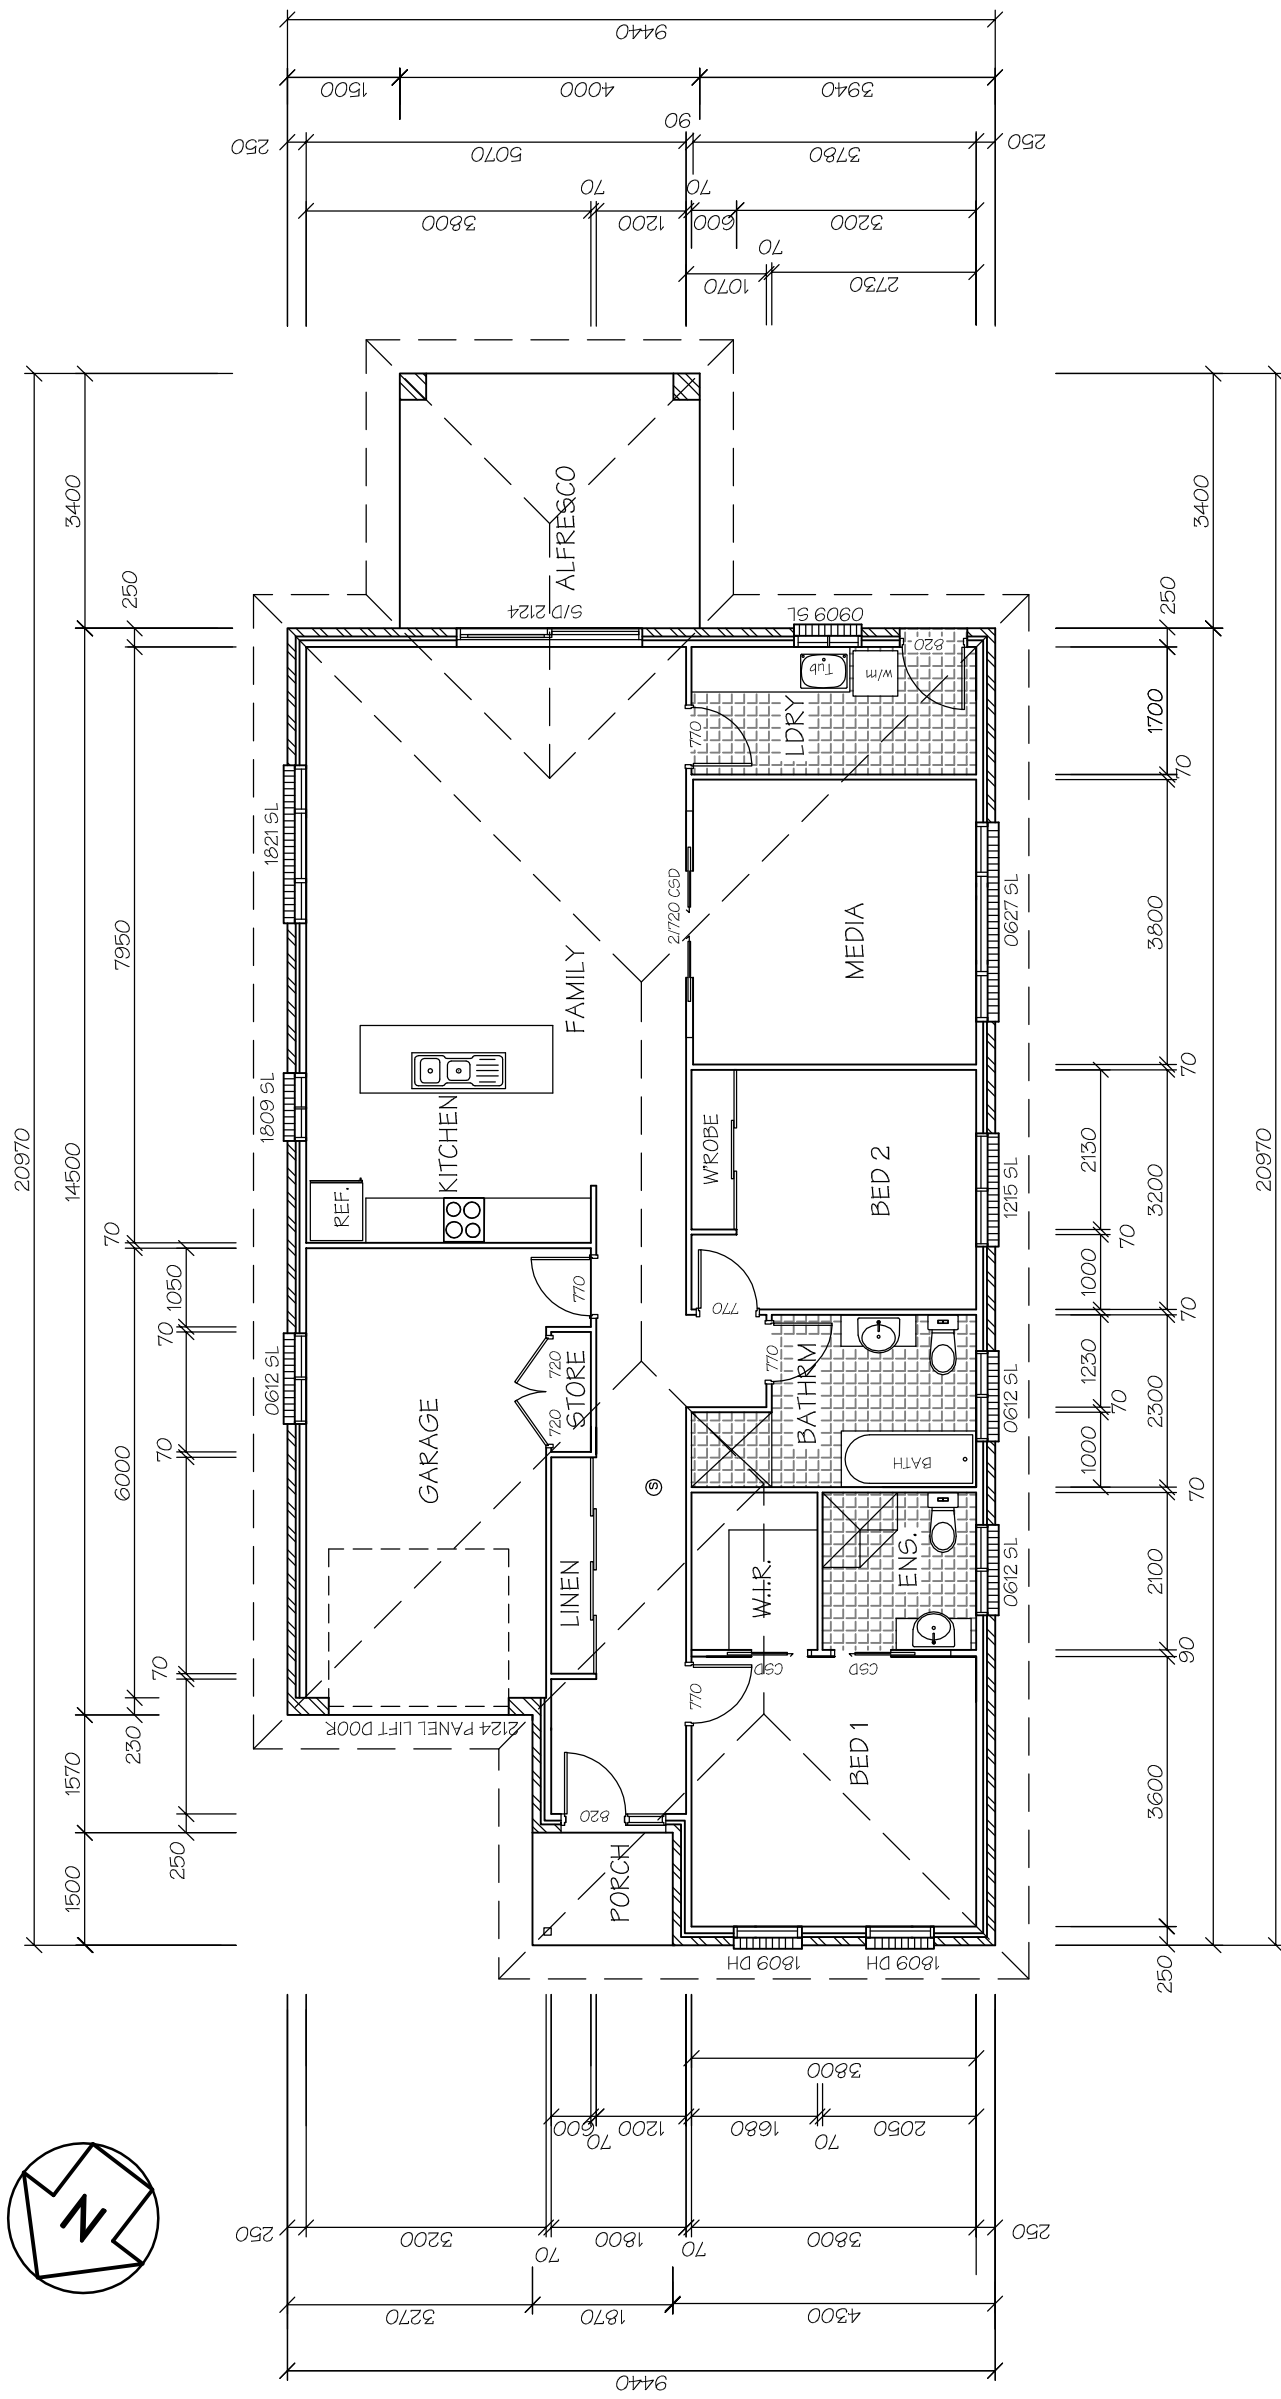 9440
1500
4000
3940
90
250
5070
3780
250
70
70
3800
1200
600
3200
70
1070
2730
3400
3400
ALFRESCO
250
S/D 2124
0909 SL
250
820
Tub
w/m
1700
LDRY
770
70
1821 SL
2/720 CSD
0627 SL
7950
MEDIA
3800
FAMILY
1809 SL
70
KITCHEN
W'ROBE
2130
20970
14500
BED 2
1215 SL
3200
20970
REF.
70
70
1050
770
770
1000
70
70
0612 SL
720
STORE
720
770
BATHRM
0612 SL
1230
70
2300
GARAGE
70
6000
S
BATH
1000
70
LINEN
W.I.R.
ENS.
0612 SL
2100
70
CSD
CSD
90
770
230
2124 PANEL LIFT DOOR
1570
BED 1
3600
820
250
PORCH
1500
1809 DH
1809 DH
250
3800
600
70
1200
1680
70
2050
N
250
3200
70
1800
70
3800
250
3270
1870
4300
9440